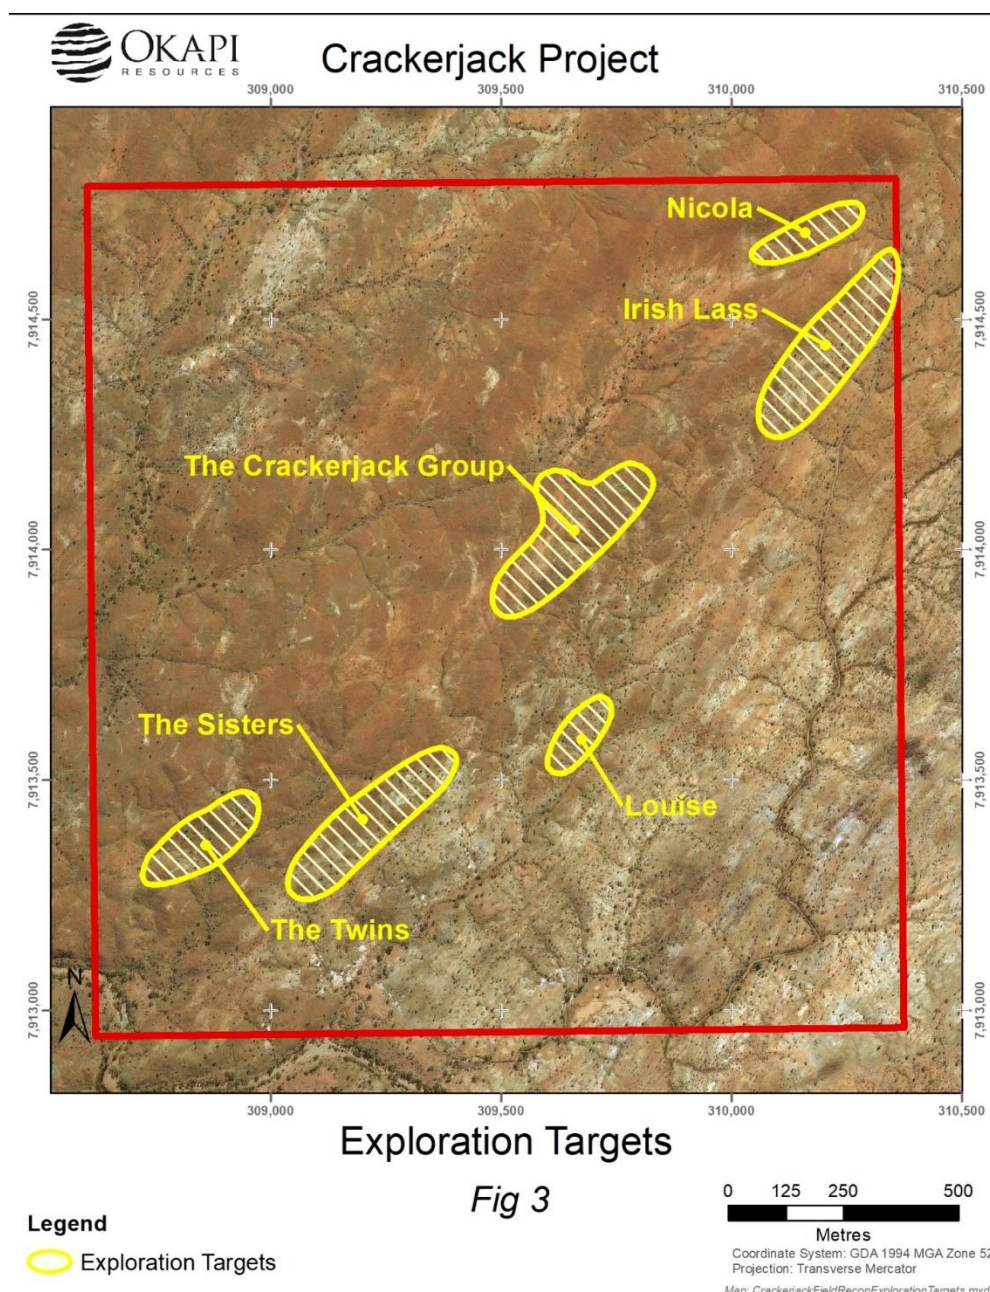 OKAPI
RESOURCES
Crackerjack Project
309,000 309,500 310,000 310,500
Nicola
7,914,500 Irish Lass 7,914,500
The Crackerjack Group
7,914,000 7,914,000
The Sisters
7,913,500 Louise 7,913,500
The Twins
N
7,913,000 7,913,000
309,000 309,500 310,000 310,500
Exploration Targets
Fig 3
0 125 250 500
Metres
Legend
Exploration Targets
Coordinate System: GDA 1994 MGA Zone 52
Projection: Transverse Mercator
Map: CrackerjackFieldReconExplorationTargets.mxd